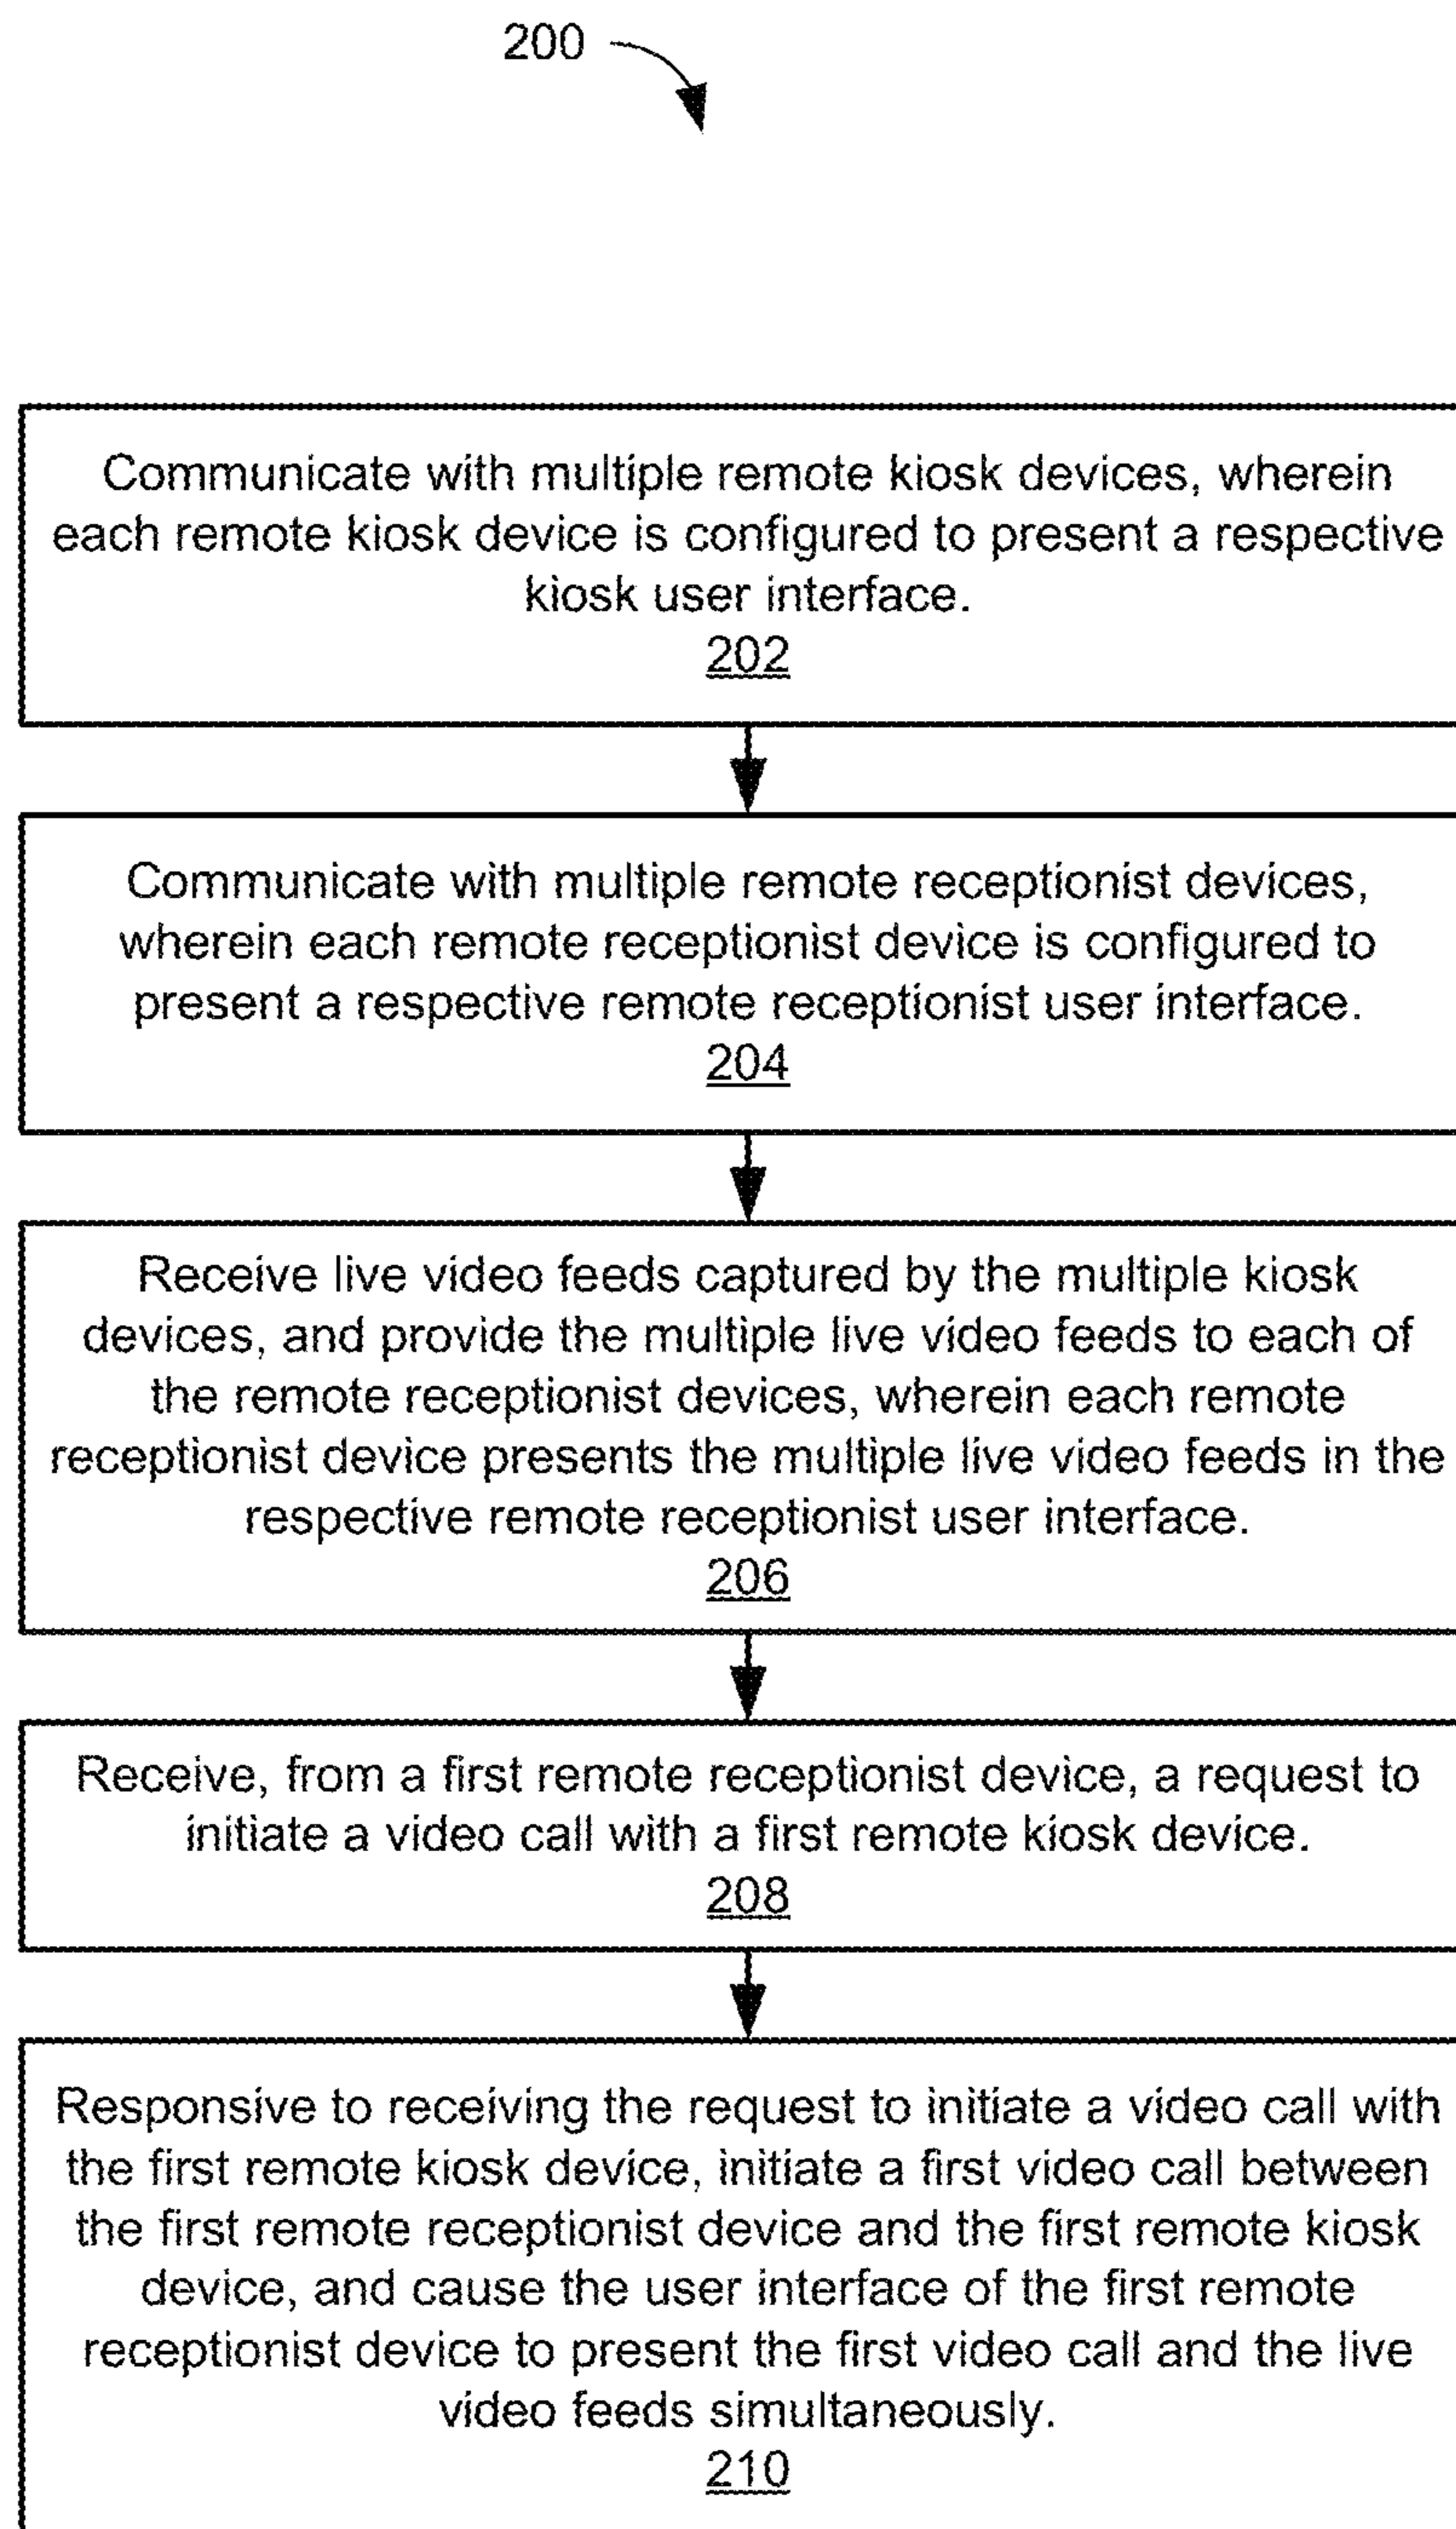 200
Communicate with multiple remote kiosk devices, wherein
each remote kiosk device is configured to present a respective
kiosk user interface.
202
Communicate with multiple remote receptionist devices,
wherein each remote receptionist device is configured to
present a respective remote receptionist user interface.
204
Receive live video feeds captured by the multiple kiosk
devices, and provide the multiple live video feeds to each of
the remote receptionist devices, wherein each remote
receptionist device presents the multiple live video feeds in the
respective remote receptionist user interface.
206
Receive, from a first remote receptionist device, a request to
initiate a video call with a first remote kiosk device.
208
Responsive to receiving the request to initiate a video call with
the first remote kiosk device, initiate a first video call between
the first remote receptionist device and the first remote kiosk
device, and cause the user interface of the first remote
receptionist device to present the first video call and the live
video feeds simultaneously.
210